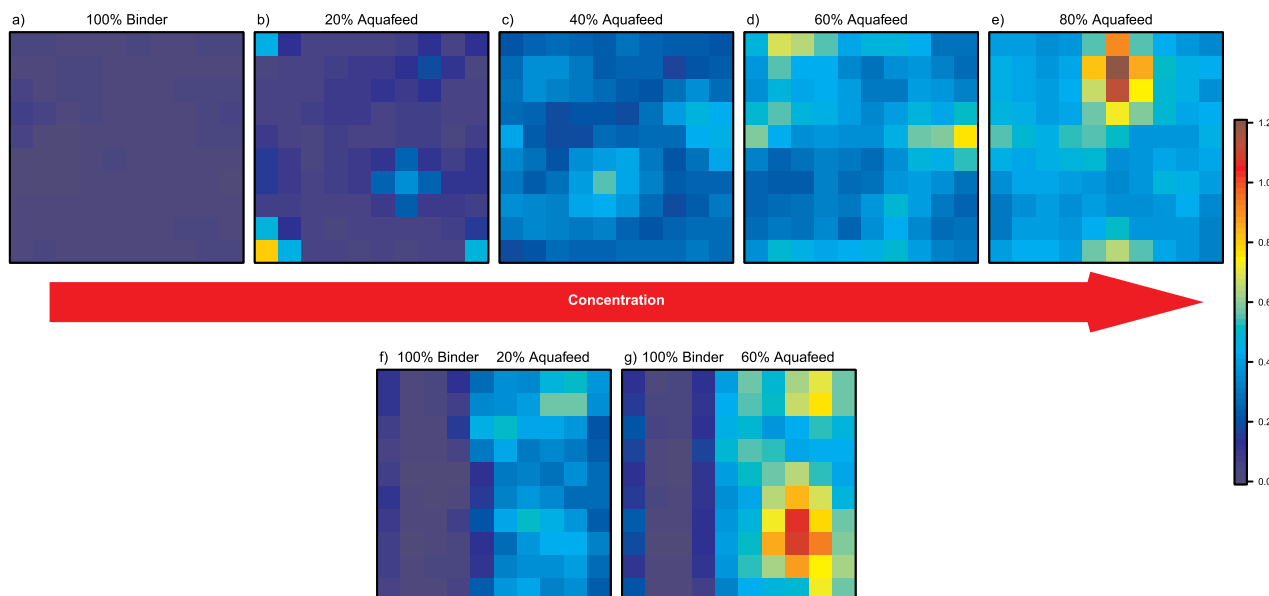 a) 100% Binder
b) 20% Aquafeed
c) 40% Aquafeed
d) 60% Aquafeed
e) 80% Aquafeed
1.2
1.0
0.8
0.6
0.4
0.2
0.0
Concentration
f) 100% Binder 20% Aquafeed
g) 100% Binder 60% Aquafeed